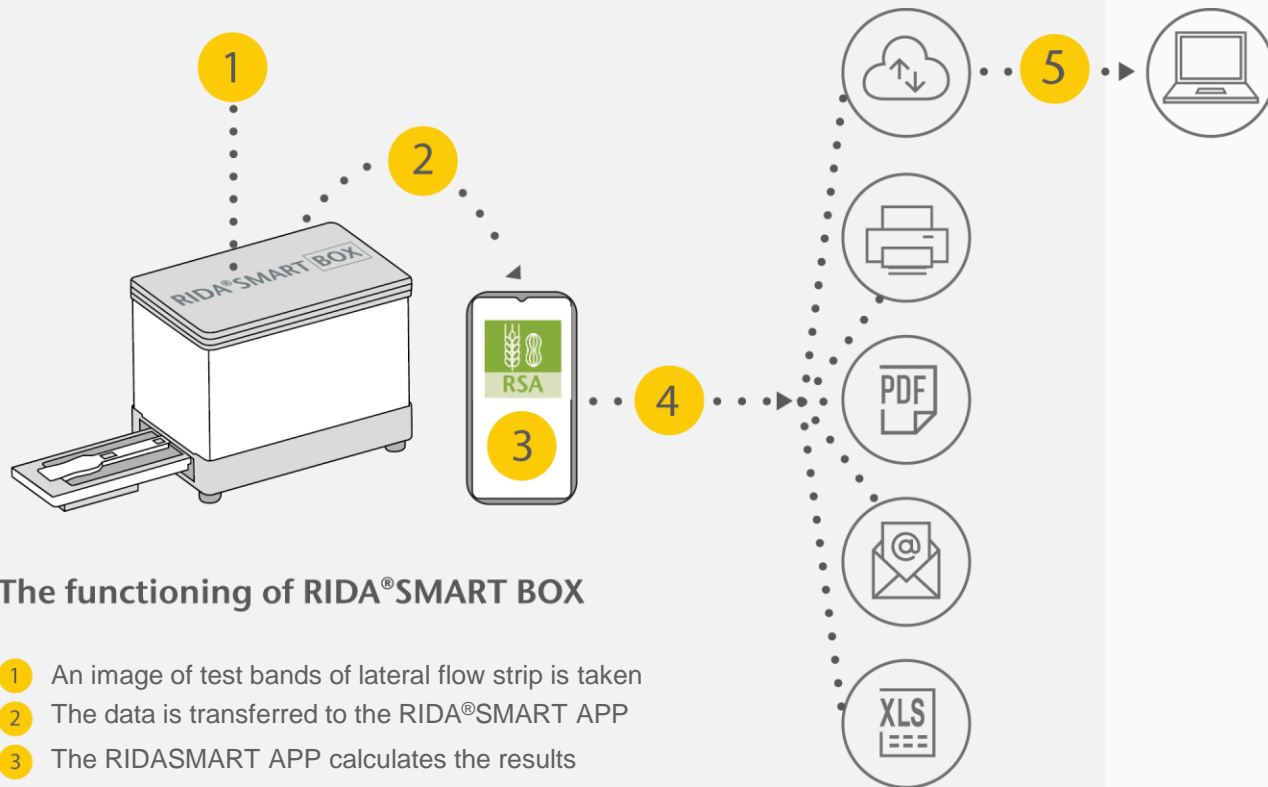 1
2
5
RIDA®SMART BOX
RSA
3
4
PDF
@
XLS
The functioning of RIDA®SMART BOX
1 An image of test bands of lateral flow strip is taken
2 The data is transferred to the RIDA®SMART APP
3 The RIDASMART APP calculates the results